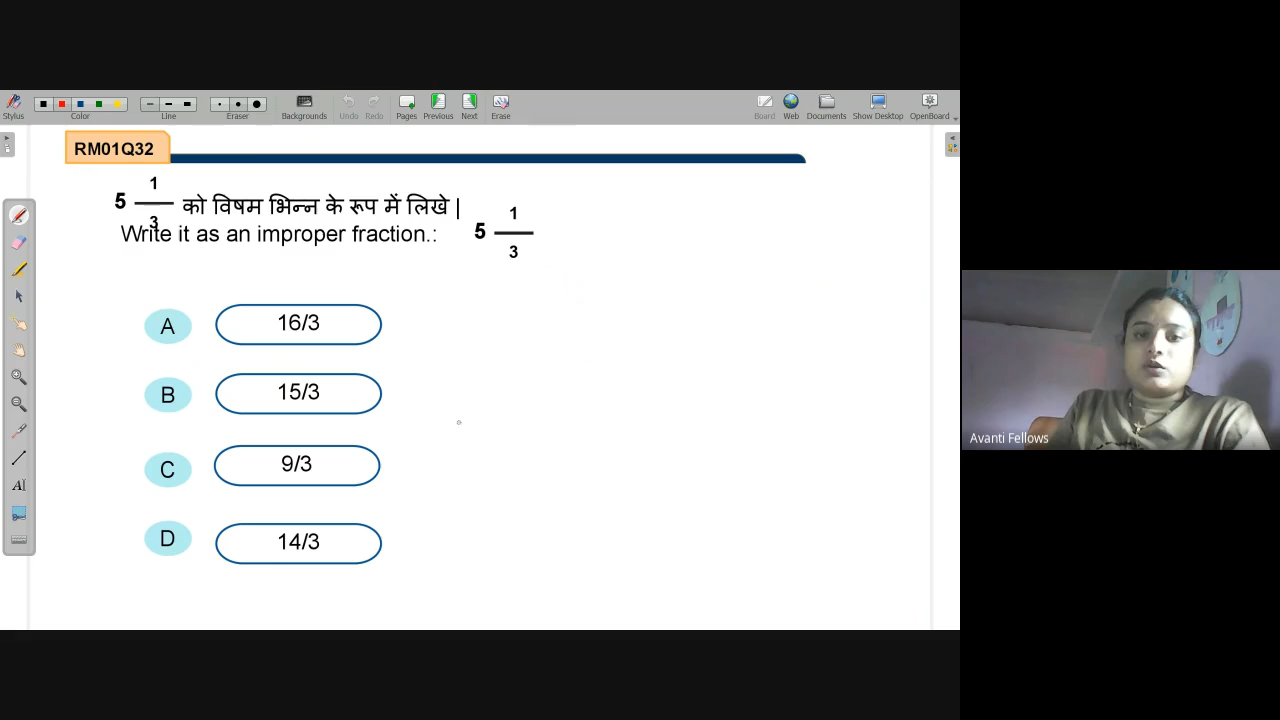 Stylus
Color
Line
Eraser
Backgrounds
Undo
Redo
Pages
Previous
Next
Erase
Board
Web
Documents
Show Desktop
OpenBoard
RM01Q32
5 1/3 को विषम भिन्न के रूप में लिखे |
Write it as an improper fraction.: 5 1/3
A 16/3
B 15/3
C 9/3
D 14/3
AI
Avanti Fellows